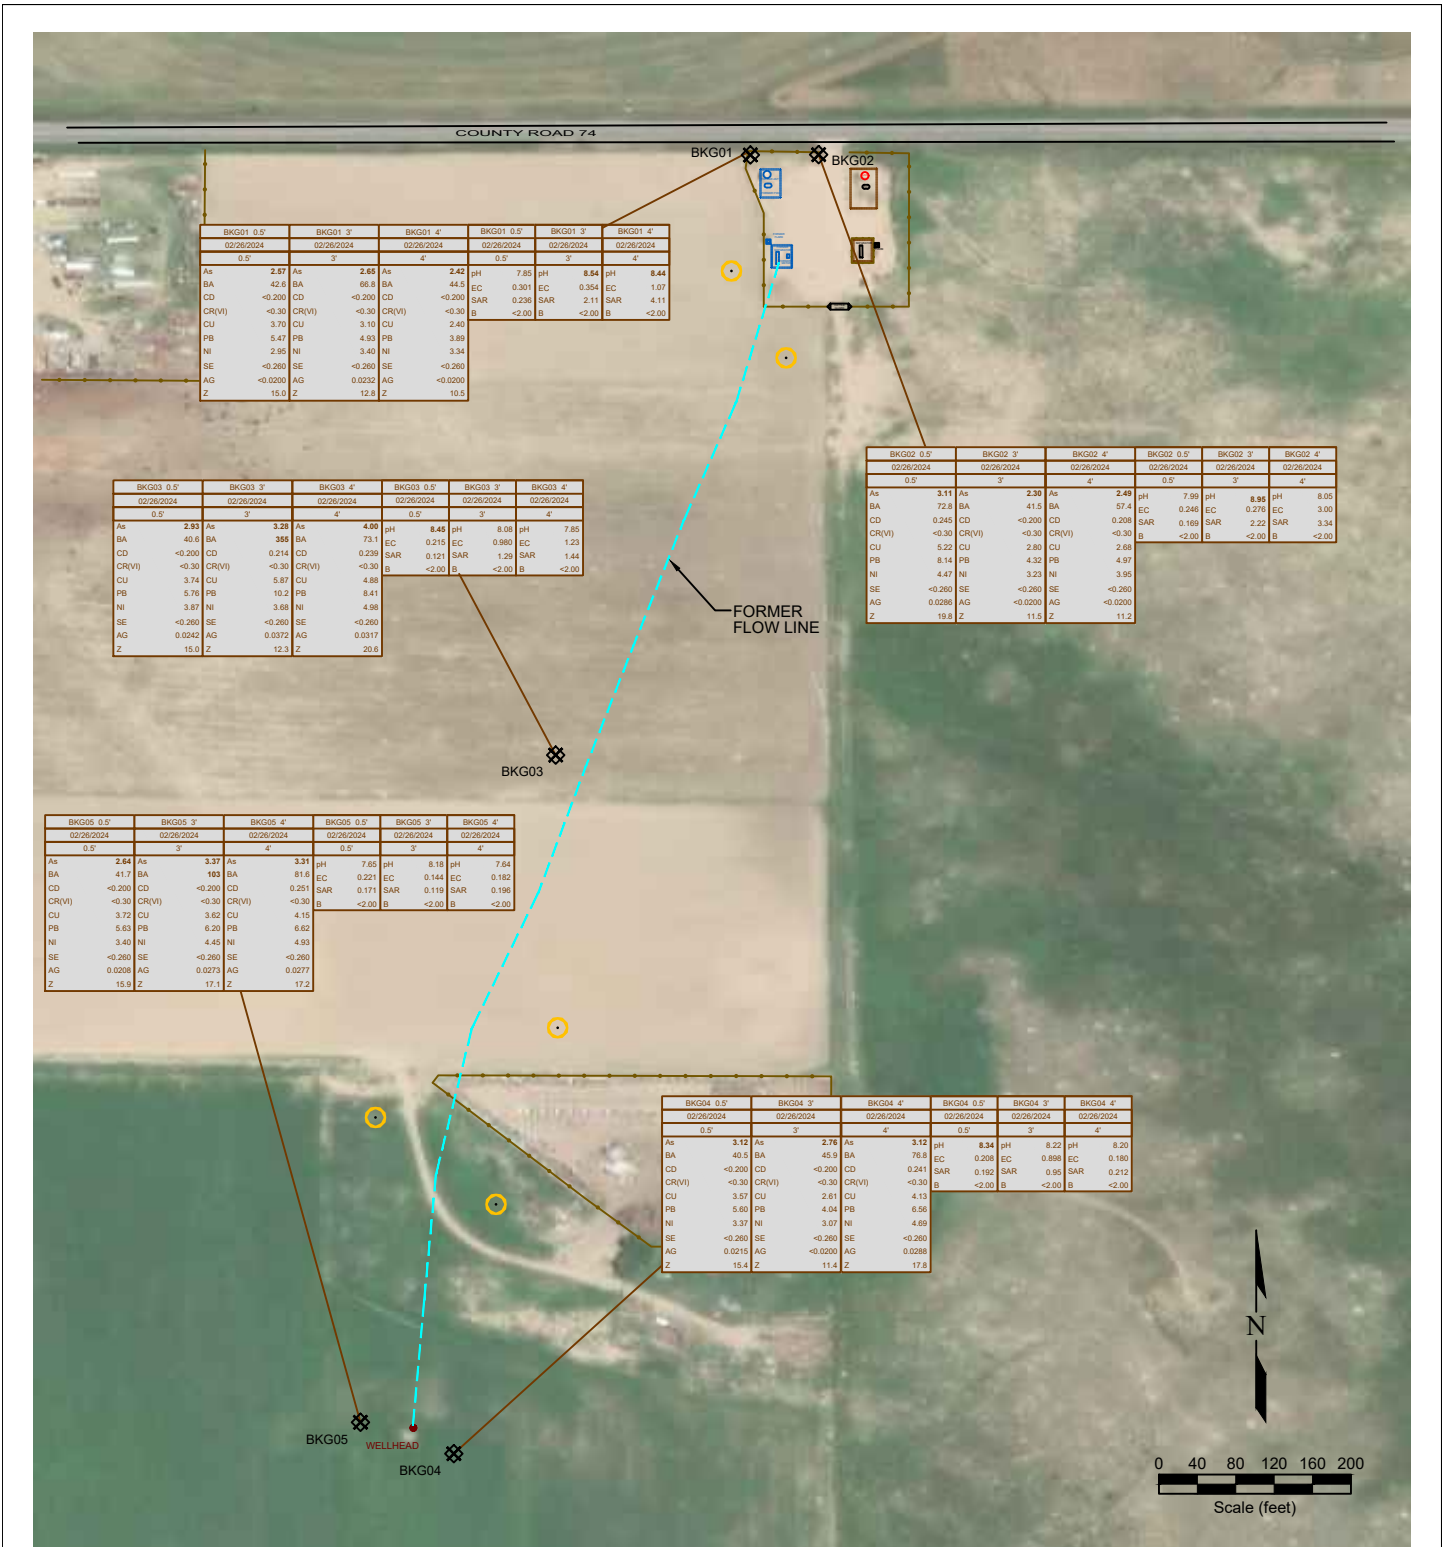 COUNTY ROAD 74
BKG01
BKG02
BKG01 0.5' BKG01 3' BKG01 4' BKG01 0.5' BKG01 3' BKG01 4'
02/26/2024 02/26/2024 02/26/2024 02/26/2024 02/26/2024 02/26/2024
0.5' 3' 4' 0.5' 3' 4'
As 2.57 As 2.65 As 2.42 pH 7.85 pH 8.54 pH 8.44
BA 42.6 BA 66.8 BA 44.5 EC 0.301 EC 0.354 EC 1.07
CD <0.200 CD <0.200 CD <0.200 SAR 0.236 SAR 2.11 SAR 4.11
CR(VI) <0.30 CR(VI) <0.30 CR(VI) <0.30 B <2.00 B <2.00 B <2.00
CU 3.70 CU 3.10 CU 2.40
PB 5.47 PB 4.93 PB 3.89
NI 2.95 NI 3.40 NI 3.34
SE <0.260 SE <0.260 SE <0.260
AG <0.0200 AG 0.0232 AG <0.0200
Z 15.0 Z 12.8 Z 10.5
BKG02 0.5' BKG02 3' BKG02 4' BKG02 0.5' BKG02 3' BKG02 4'
02/26/2024 02/26/2024 02/26/2024 02/26/2024 02/26/2024 02/26/2024
0.5' 3' 4' 0.5' 3' 4'
As 3.11 As 2.30 As 2.49 pH 7.99 pH 8.95 pH 8.05
BA 72.8 BA 41.5 BA 57.4 EC 0.246 EC 0.276 EC 3.00
CD 0.245 CD <0.200 CD 0.208 SAR 0.169 SAR 2.22 SAR 3.34
CR(VI) <0.30 CR(VI) <0.30 CR(VI) <0.30 B <2.00 B <2.00 B <2.00
CU 5.22 CU 2.80 CU 2.68
PB 8.14 PB 4.32 PB 4.97
NI 4.47 NI 3.23 NI 3.95
SE <0.260 SE <0.260 SE <0.260
AG 0.0286 AG <0.0200 AG <0.0200
Z 19.8 Z 11.5 Z 11.2
BKG03 0.5' BKG03 3' BKG03 4' BKG03 0.5' BKG03 3' BKG03 4'
02/26/2024 02/26/2024 02/26/2024 02/26/2024 02/26/2024 02/26/2024
0.5' 3' 4' 0.5' 3' 4'
As 2.93 As 3.28 As 4.00 pH 8.45 pH 8.08 pH 7.85
BA 40.6 BA 355 BA 73.1 EC 0.215 EC 0.980 EC 1.23
CD <0.200 CD 0.214 CD 0.239 SAR 0.121 SAR 1.29 SAR 1.44
CR(VI) <0.30 CR(VI) <0.30 CR(VI) <0.30 B <2.00 B <2.00 B <2.00
CU 3.74 CU 5.87 CU 4.88
PB 5.76 PB 10.2 PB 8.41
NI 3.87 NI 3.68 NI 4.98
SE <0.260 SE <0.260 SE <0.260
AG 0.0242 AG 0.0372 AG 0.0317
Z 15.0 Z 12.3 Z 20.6
FORMER
FLOW LINE
BKG03
BKG05 0.5' BKG05 3' BKG05 4' BKG05 0.5' BKG05 3' BKG05 4'
02/26/2024 02/26/2024 02/26/2024 02/26/2024 02/26/2024 02/26/2024
0.5' 3' 4' 0.5' 3' 4'
As 2.64 As 3.37 As 3.31 pH 7.65 pH 8.18 pH 7.64
BA 41.7 BA 103 BA 81.6 EC 0.221 EC 0.144 EC 0.182
CD <0.200 CD <0.200 CD 0.251 SAR 0.171 SAR 0.119 SAR 0.196
CR(VI) <0.30 CR(VI) <0.30 CR(VI) <0.30 B <2.00 B <2.00 B <2.00
CU 3.72 CU 3.62 CU 4.15
PB 5.63 PB 6.20 PB 6.62
NI 3.40 NI 4.45 NI 4.93
SE <0.260 SE <0.260 SE <0.260
AG 0.0208 AG 0.0273 AG 0.0277
Z 15.9 Z 17.1 Z 17.2
BKG04 0.5' BKG04 3' BKG04 4' BKG04 0.5' BKG04 3' BKG04 4'
02/26/2024 02/26/2024 02/26/2024 02/26/2024 02/26/2024 02/26/2024
0.5' 3' 4' 0.5' 3' 4'
As 3.12 As 2.76 As 3.12 pH 8.34 pH 8.22 pH 8.20
BA 40.5 BA 45.9 BA 76.8 EC 0.208 EC 0.898 EC 0.180
CD <0.200 CD <0.200 CD 0.241 SAR 0.192 SAR 0.95 SAR 0.212
CR(VI) <0.30 CR(VI) <0.30 CR(VI) <0.30 B <2.00 B <2.00 B <2.00
CU 3.57 CU 2.61 CU 4.13
PB 5.60 PB 4.04 PB 6.56
NI 3.37 NI 3.07 NI 4.69
SE <0.260 SE <0.260 SE <0.260
AG 0.0215 AG <0.0200 AG 0.0288
Z 15.4 Z 11.4 Z 17.8
N
BKG05
WELLHEAD
BKG04
0 40 80 120 160 200
Scale (feet)